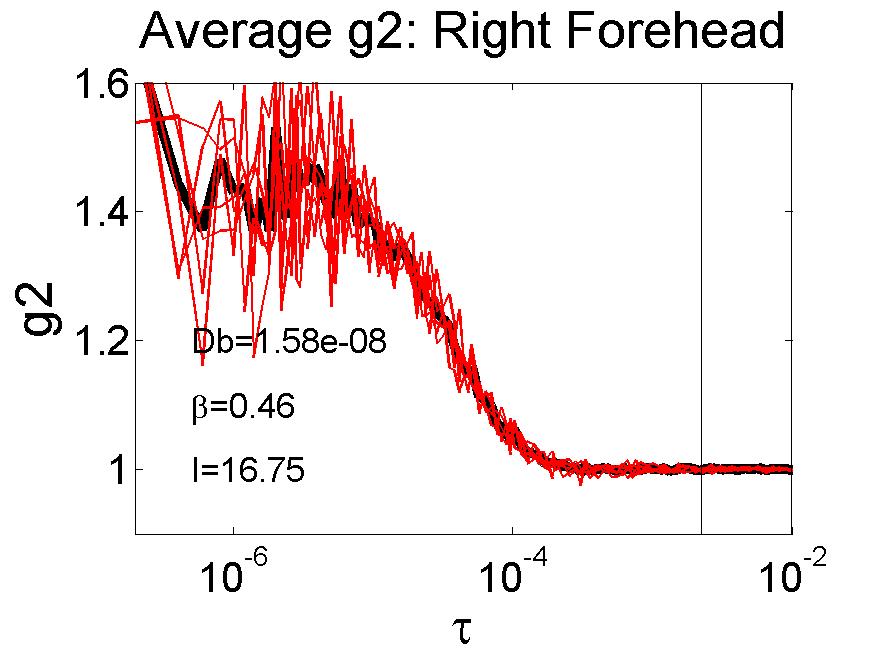 Average g2: Right Forehead
1.6
1.4
1.2
1
g2
Db=1.58e-08
β=0.46
I=16.75
10^-6
10^-4
10^-2
τ